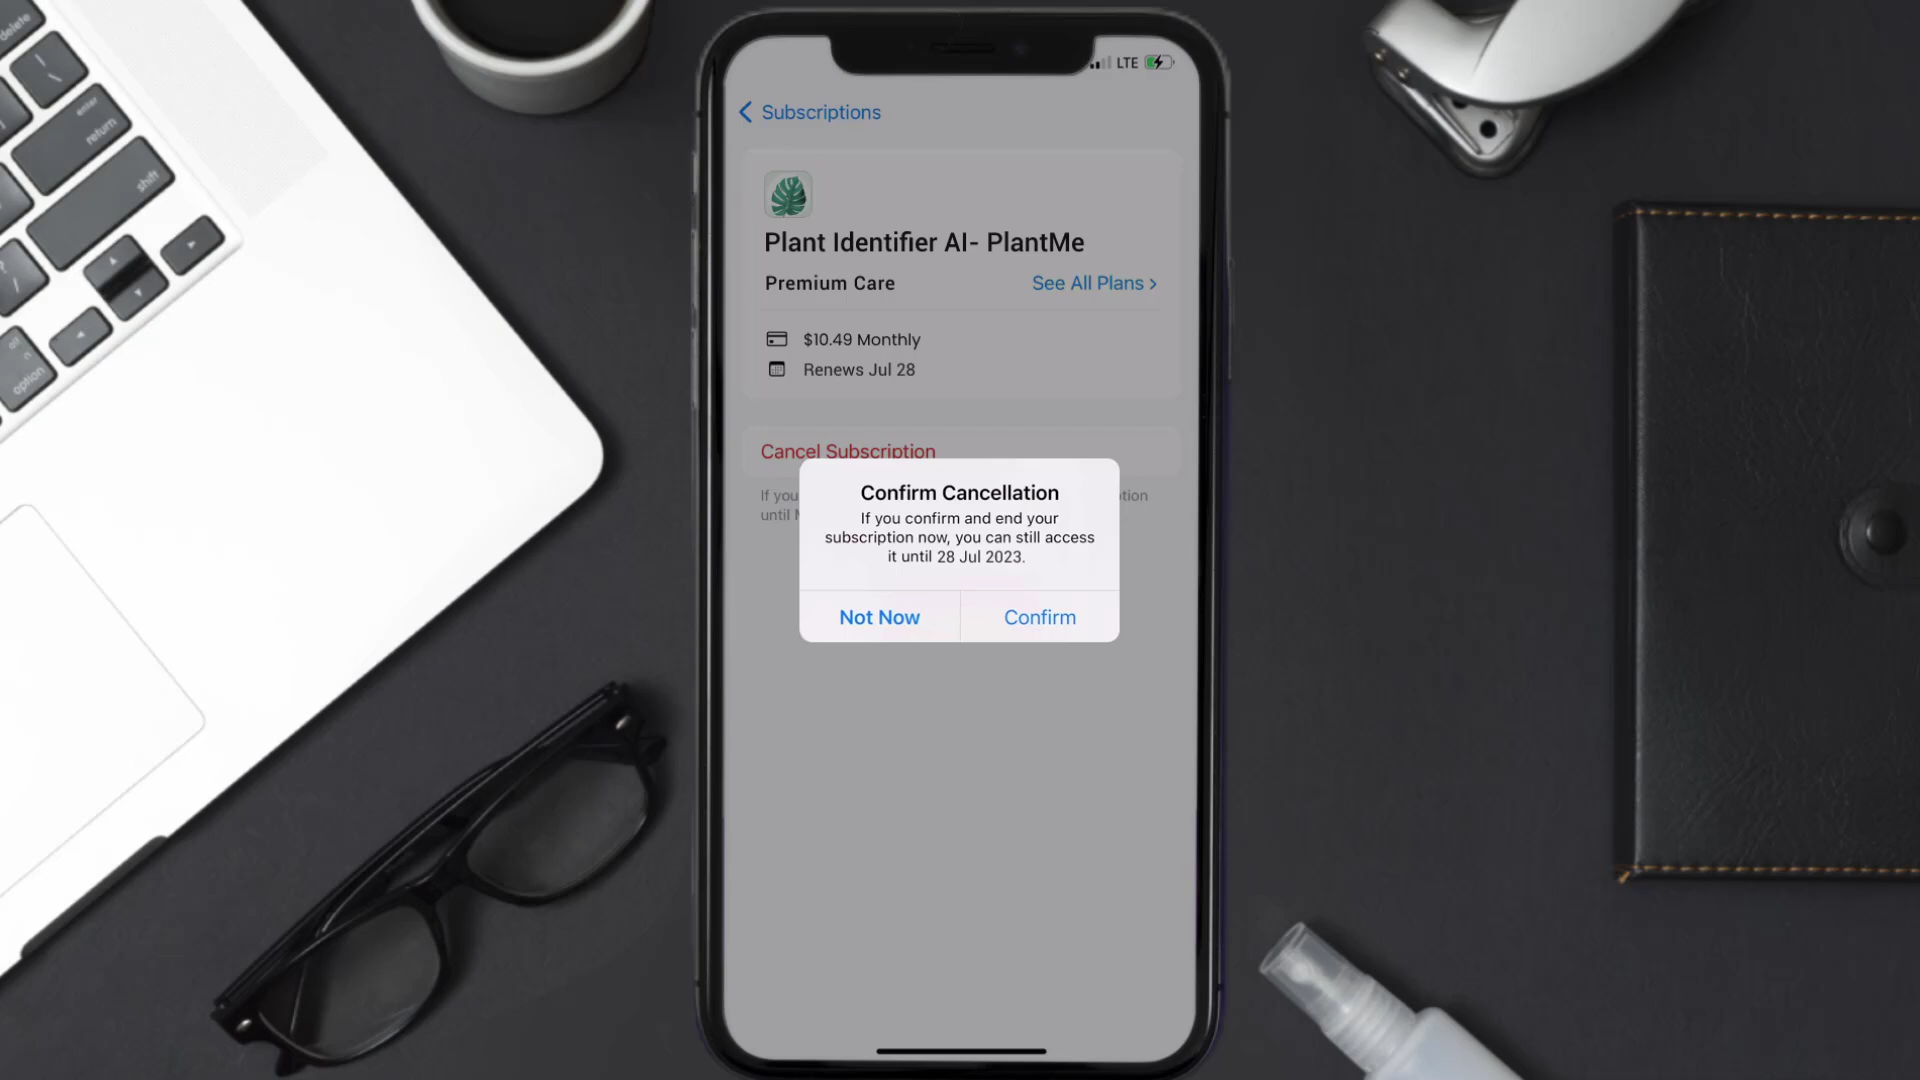 delete
enter
return
shift
option
LTE
Subscriptions
Plant Identifier AI- PlantMe
Premium Care
See All Plans >
$10.49 Monthly
Renews Jul 28
Cancel Subscription
If you
tion
until
Confirm Cancellation
If you confirm and end your
subscription now, you can still access
it until 28 Jul 2023.
Not Now
Confirm